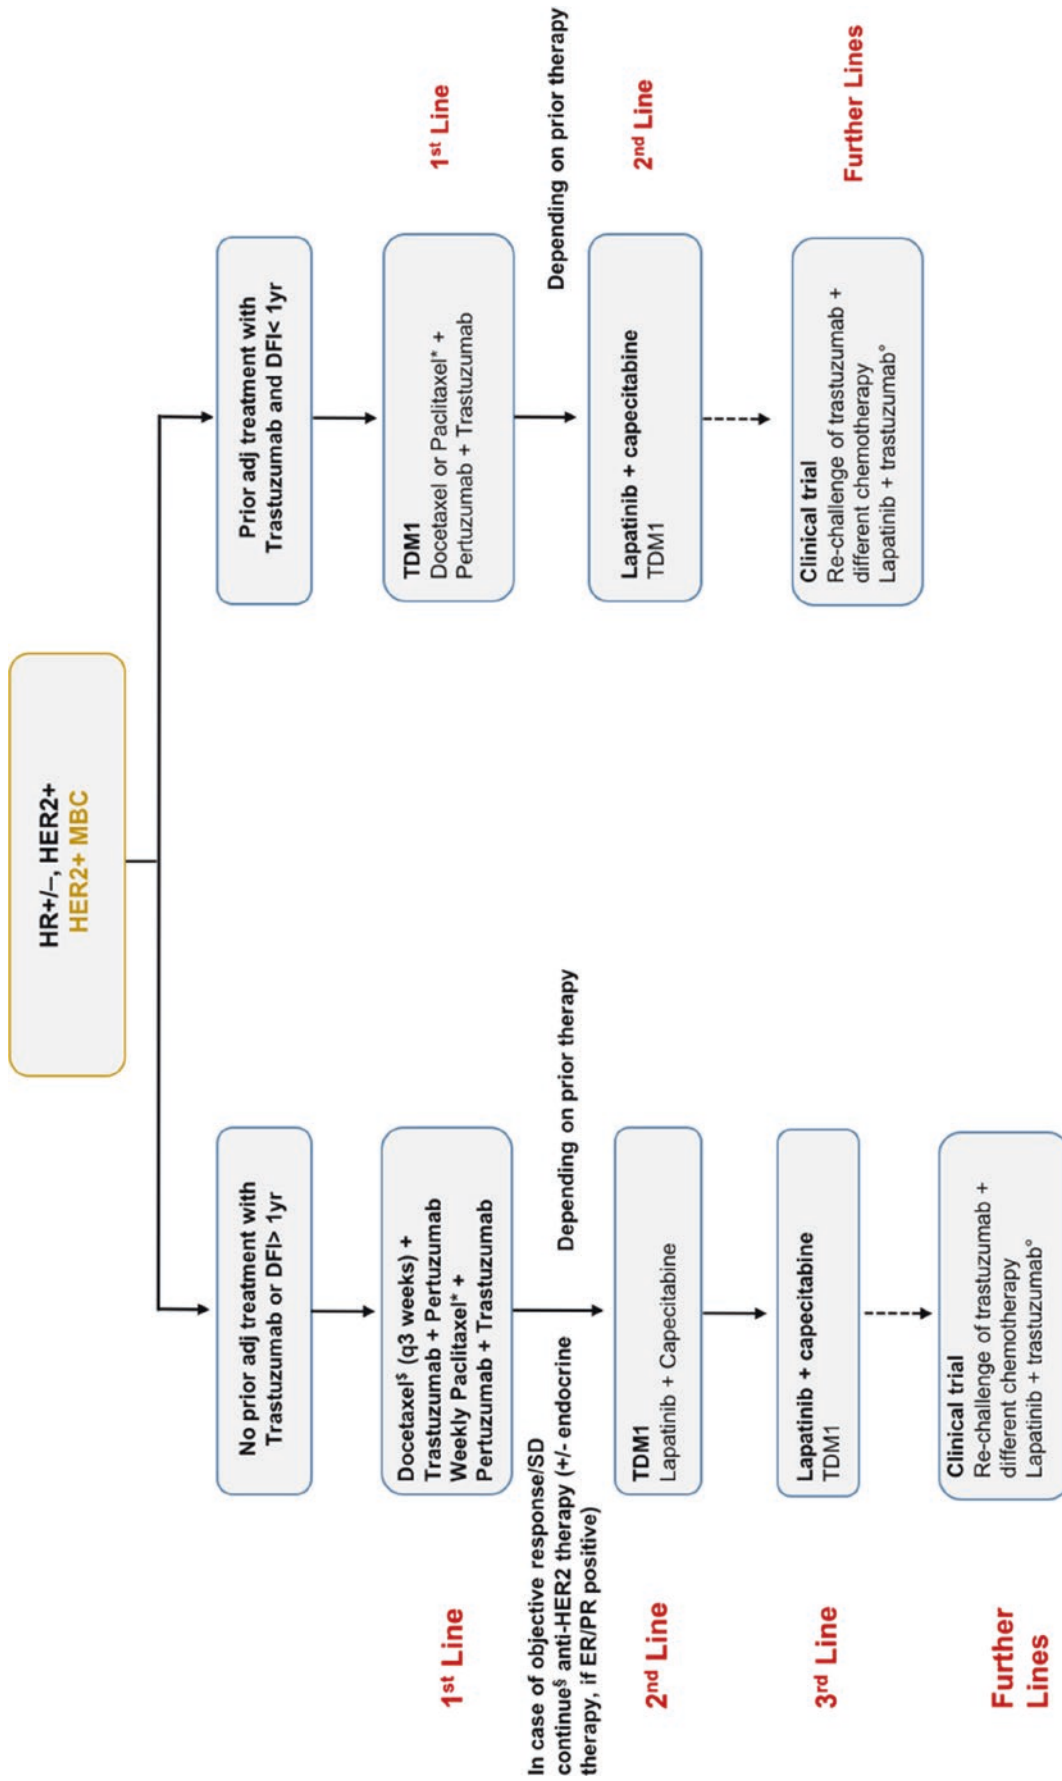 HR+/–, HER2+
HER2+ MBC
No prior adj treatment with
Trastuzumab or DFI> 1yr
Prior adj treatment with
Trastuzumab and DFI< 1yr
1st Line
Docetaxel$ (q3 weeks) +
Trastuzumab + Pertuzumab
Weekly Paclitaxel* +
Pertuzumab + Trastuzumab
TDM1
Docetaxel or Paclitaxel* +
Pertuzumab + Trastuzumab
1st Line
In case of objective response/SD
continue§ anti-HER2 therapy (+/- endocrine
therapy, if ER/PR positive)
Depending on prior therapy
Depending on prior therapy
2nd Line
TDM1
Lapatinib + Capecitabine
Lapatinib + capecitabine
TDM1
2nd Line
3rd Line
Lapatinib + capecitabine
TDM1
Clinical trial
Re-challenge of trastuzumab +
different chemotherapy
Lapatinib + trastuzumab°
Further Lines
Further
Lines
Clinical trial
Re-challenge of trastuzumab +
different chemotherapy
Lapatinib + trastuzumab°